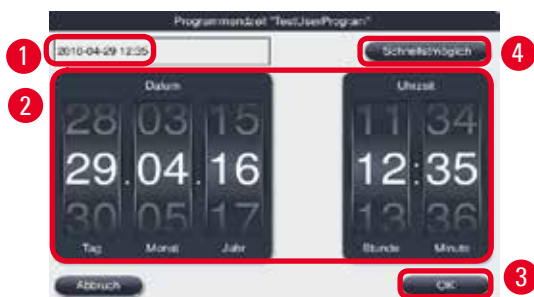 Programmendzeit "TestUserProgram"
1
2010-04-29 12:35
Schnellstmöglich
4
2
Datum
Uhrzeit
28 03 15
11 34
29.04.16
12:35
30 05 17
13 36
Tag Monat Jahr
Stunde Minute
Abbruch
OK
3